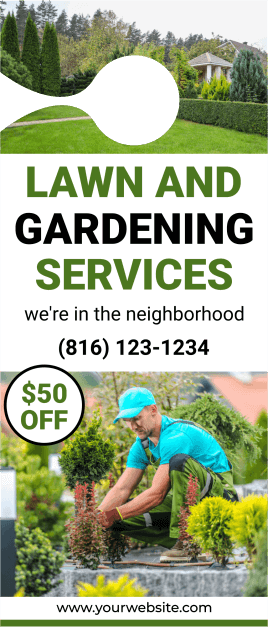 LAWN AND
GARDENING
SERVICES
we're in the neighborhood
(816) 123-1234
$50
OFF
www.yourwebsite.com